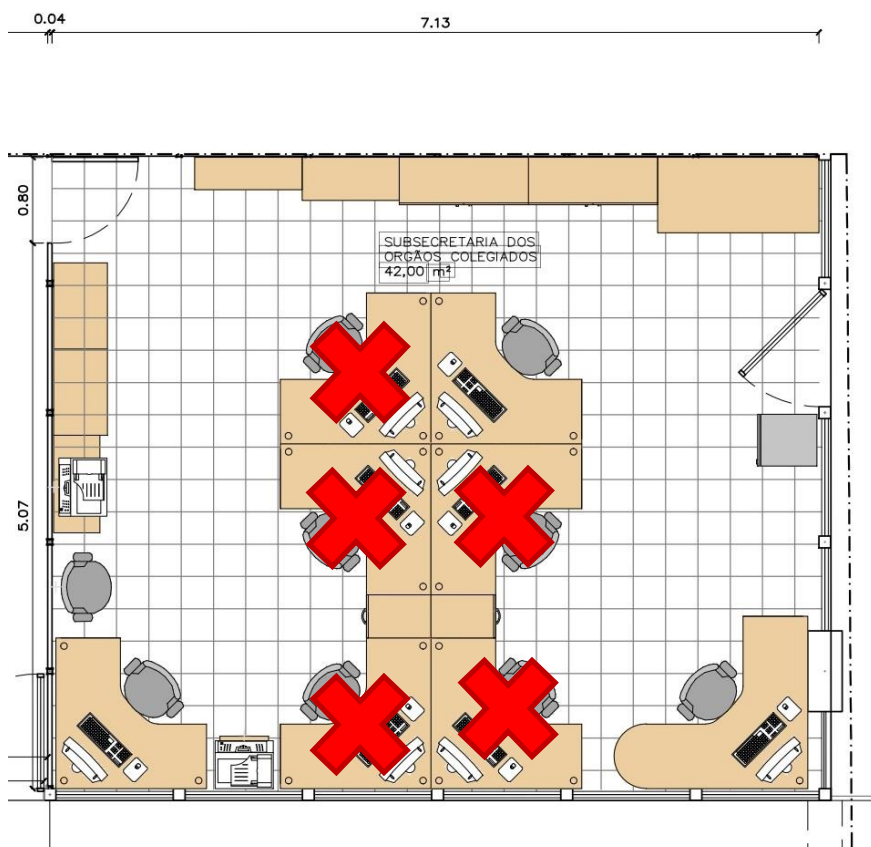 0.04
7.13
0.80
SUBSECRETARIA DOS
ORGÃOS COLEGIADOS
42,00 m²
5.07